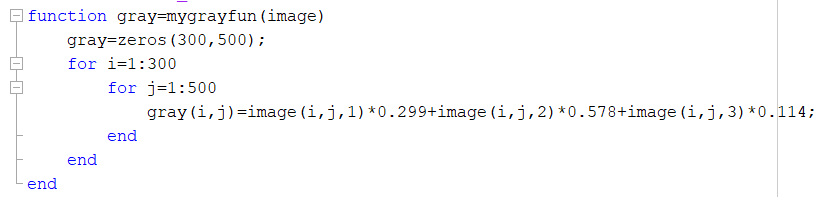 function gray=mygrayfun(image)
    gray=zeros(300,500);
    for i=1:300
        for j=1:500
            gray(i,j)=image(i,j,1)*0.299+image(i,j,2)*0.578+image(i,j,3)*0.114;
        end
    end
end